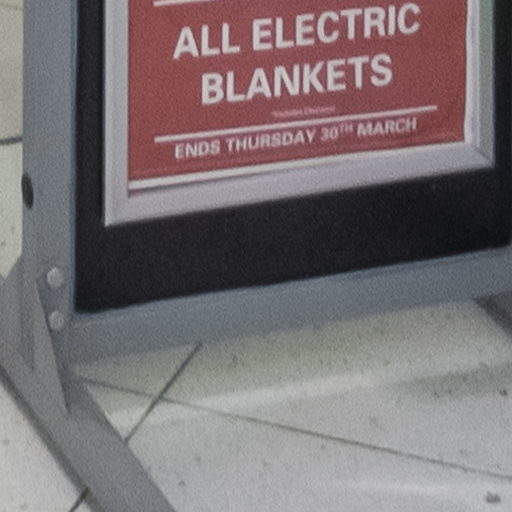 ALL ELECTRIC
BLANKETS
ENDS THURSDAY 30TH MARCH